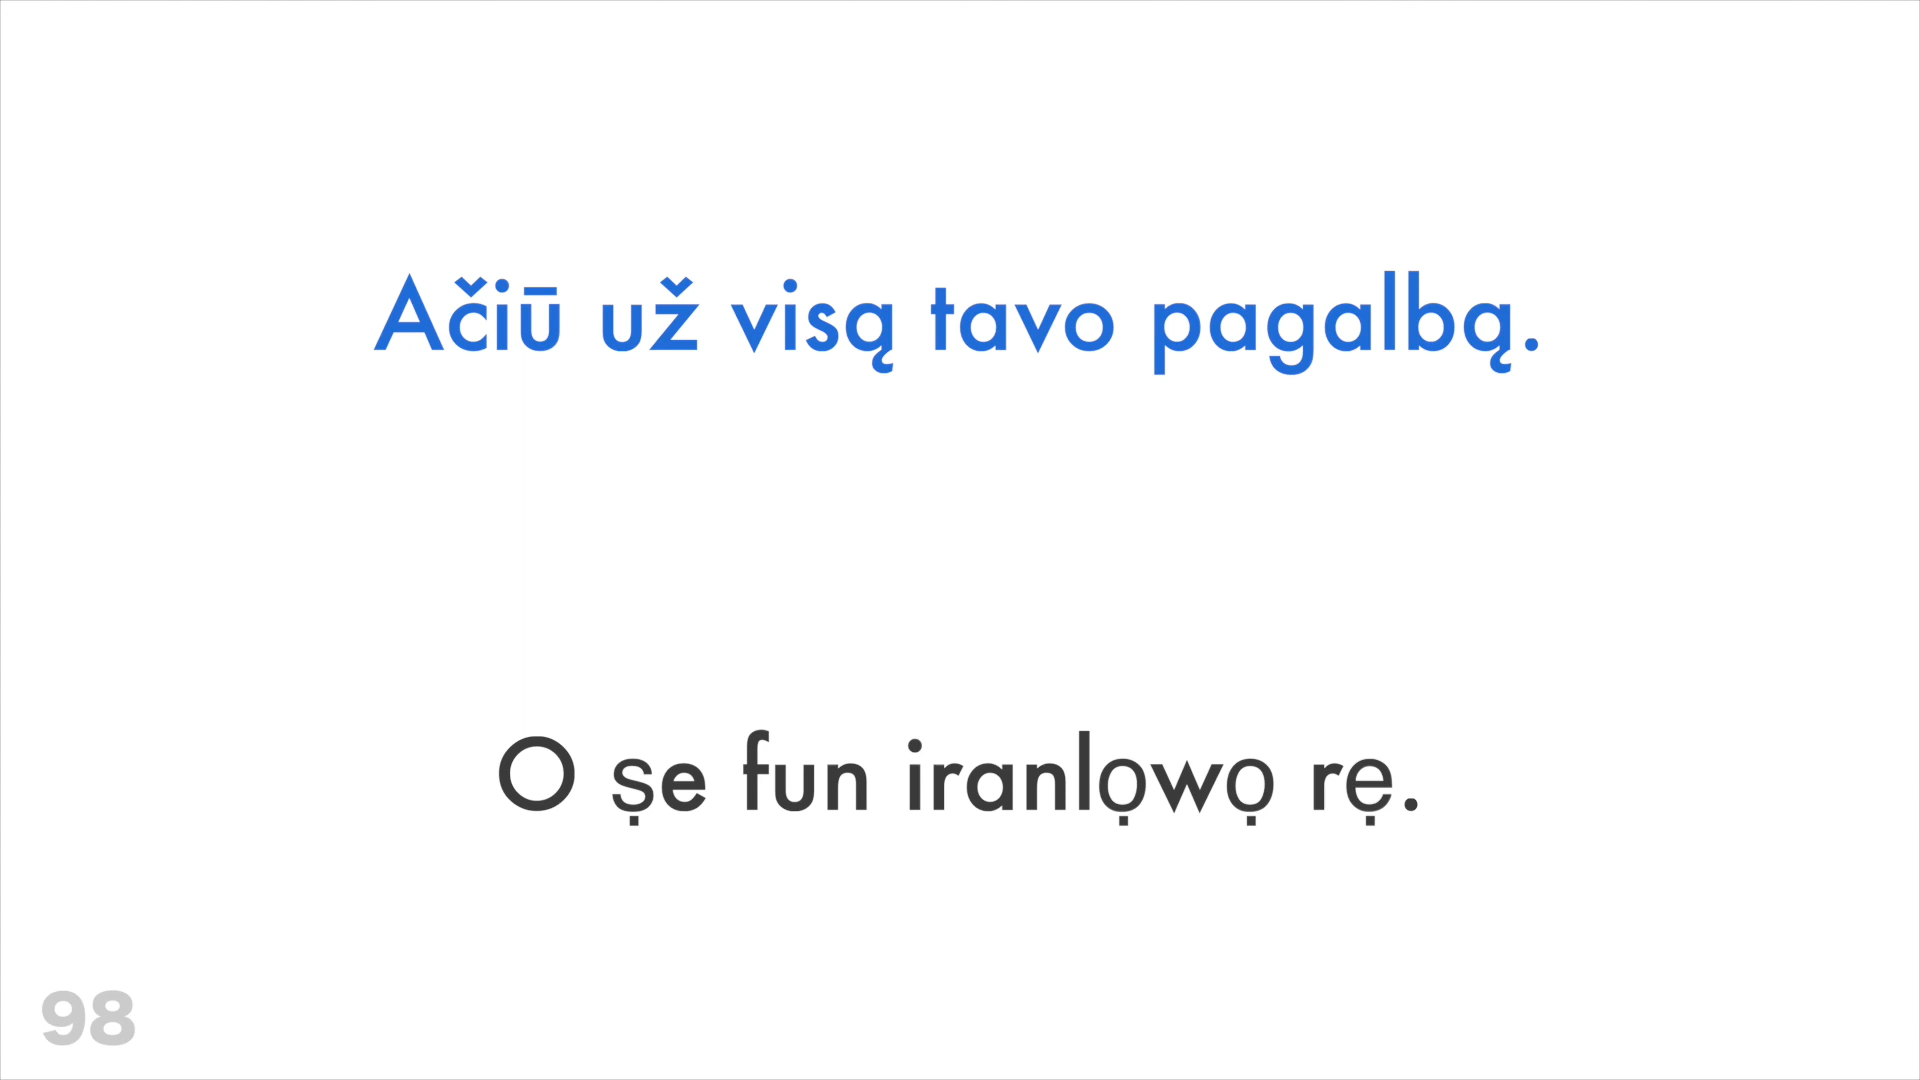 Ačiū už visą tavo pagalbą.
O ṣe fun iranlọwọ rẹ.
98